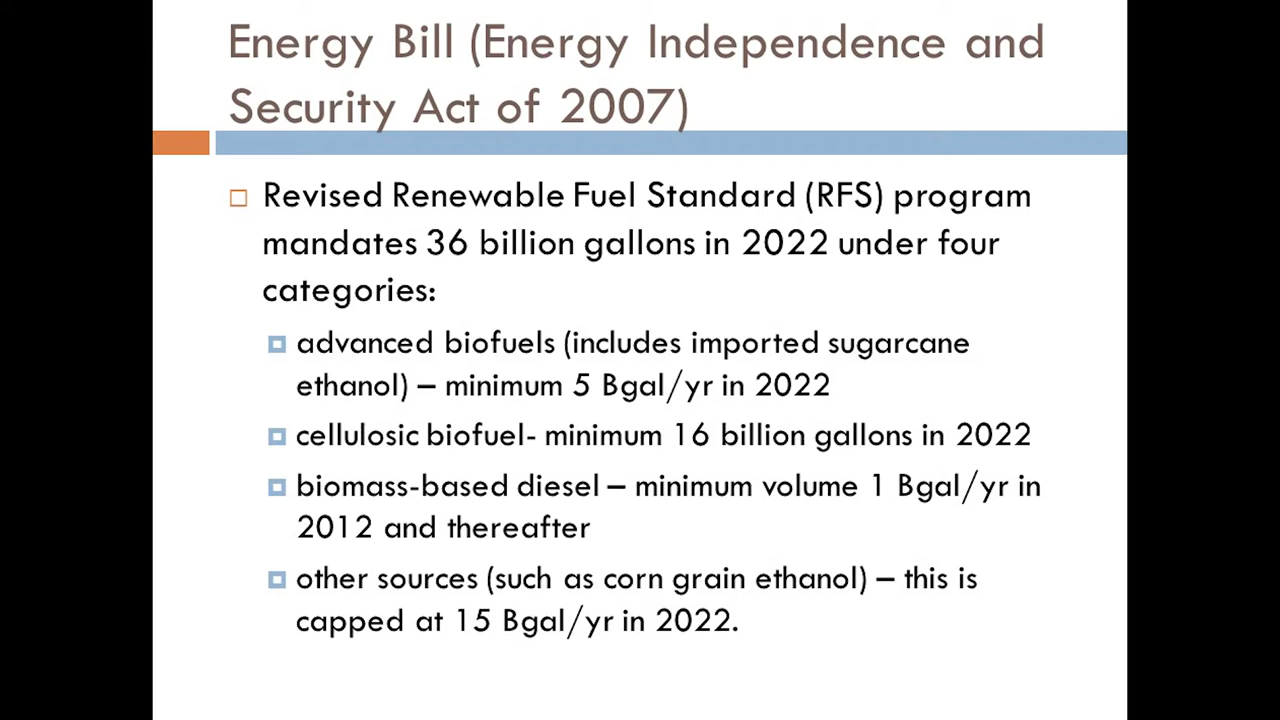 Energy Bill (Energy Independence and
Security Act of 2007)
Revised Renewable Fuel Standard (RFS) program
mandates 36 billion gallons in 2022 under four
categories:
advanced biofuels (includes imported sugarcane
ethanol) – minimum 5 Bgal/yr in 2022
cellulosic biofuel- minimum 16 billion gallons in 2022
biomass-based diesel – minimum volume 1 Bgal/yr in
2012 and thereafter
other sources (such as corn grain ethanol) – this is
capped at 15 Bgal/yr in 2022.